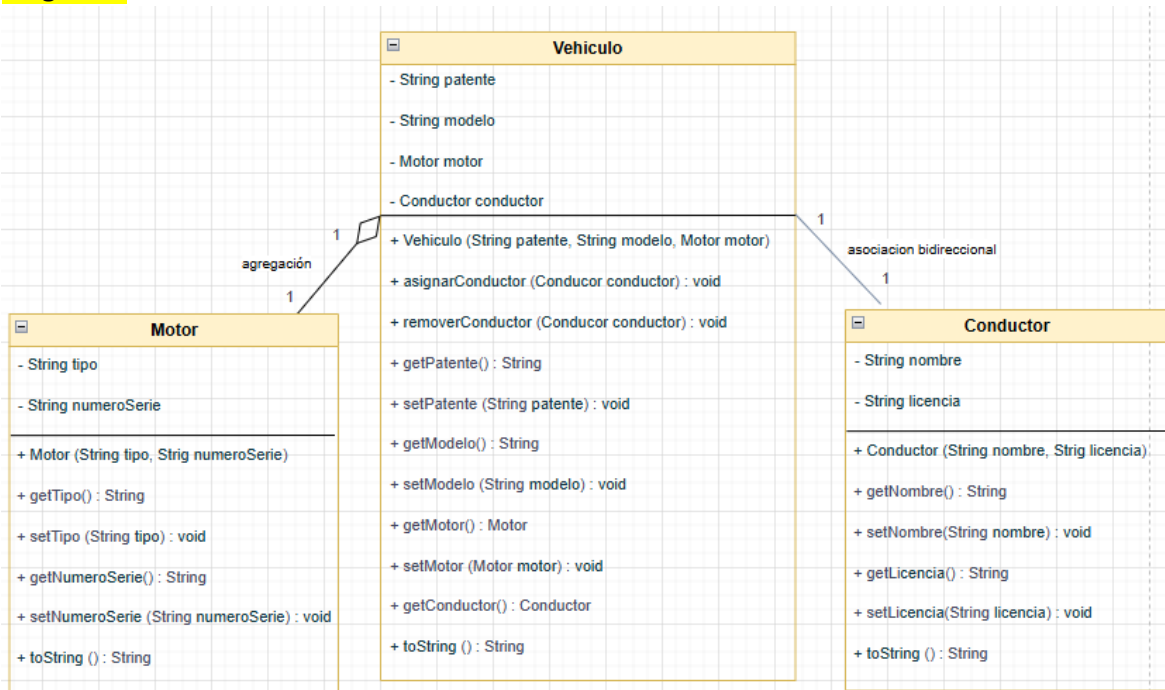 Vehiculo
- String patente
- String modelo
- Motor motor
- Conductor conductor
+ Vehiculo (String patente, String modelo, Motor motor)
+ asignarConductor (Conducor conductor) : void
+ removerConductor (Conducor conductor) : void
+ getPatente() : String
+ setPatente (String patente) : void
+ getModelo() : String
+ setModelo (String modelo) : void
+ getMotor() : Motor
+ setMotor (Motor motor) : void
+ getConductor() : Conductor
+ toString () : String
1
agregación
1
1
asociacion bidireccional
1
Motor
- String tipo
- String numeroSerie
+ Motor (String tipo, Strig numeroSerie)
+ getTipo() : String
+ setTipo (String tipo) : void
+ getNumeroSerie() : String
+ setNumeroSerie (String numeroSerie) : void
+ toString () : String
Conductor
- String nombre
- String licencia
+ Conductor (String nombre, Strig licencia)
+ getNombre() : String
+ setNombre(String nombre) : void
+ getLicencia() : String
+ setLicencia(String licencia) : void
+ toString () : String